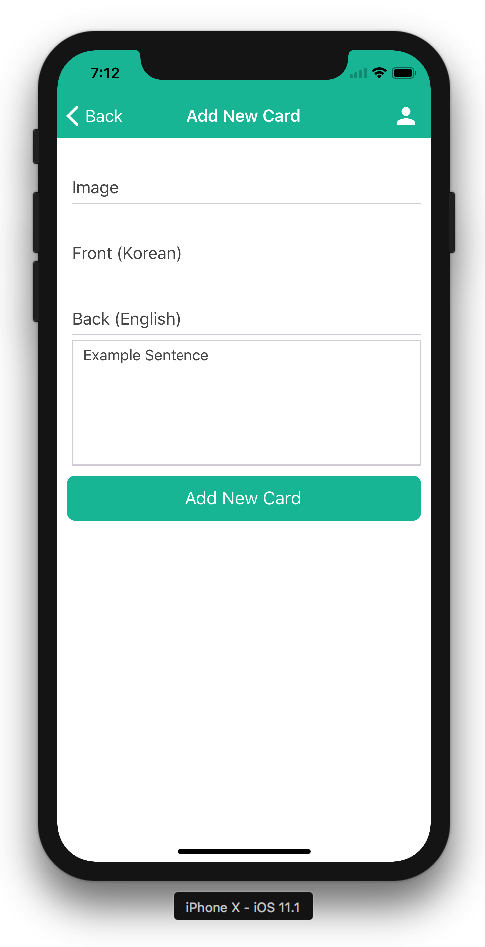 7:12
Back
Add New Card
Image
Front (Korean)
Back (English)
Example Sentence
Add New Card
iPhone X - iOS 11.1